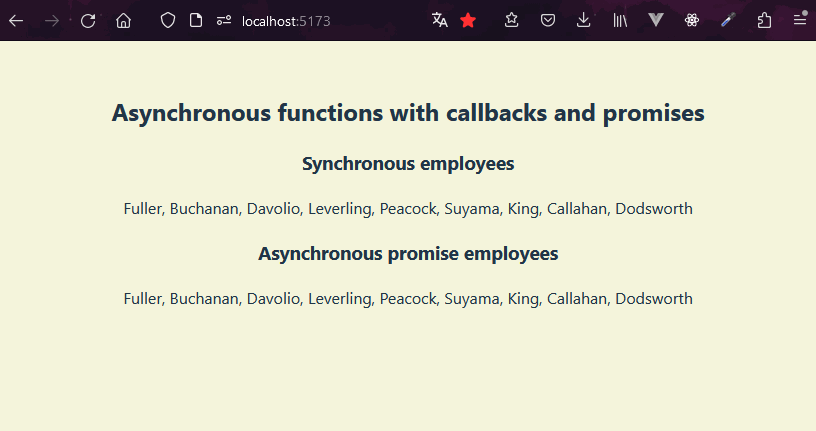 localhost:5173
Asynchronous functions with callbacks and promises
Synchronous employees
Fuller, Buchanan, Davolio, Leverling, Peacock, Suyama, King, Callahan, Dodsworth
Asynchronous promise employees
Fuller, Buchanan, Davolio, Leverling, Peacock, Suyama, King, Callahan, Dodsworth